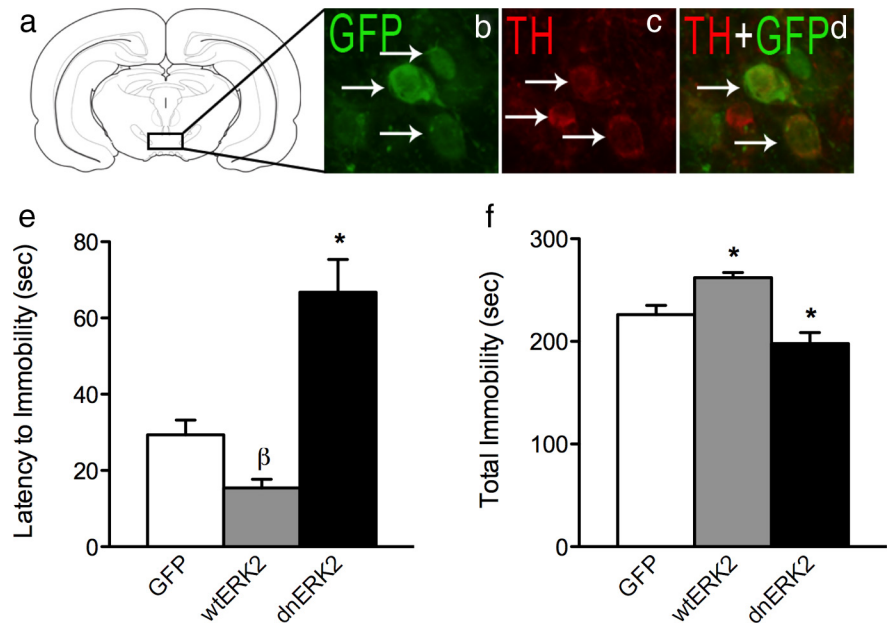 a
GFP b
TH c
TH+GFP d
e
Latency to Immobility (sec)
80
60
40
20
0
*
β
GFP
wtERK2
dnERK2
f
Total Immobility (sec)
300
200
100
0
*
*
GFP
wtERK2
dnERK2